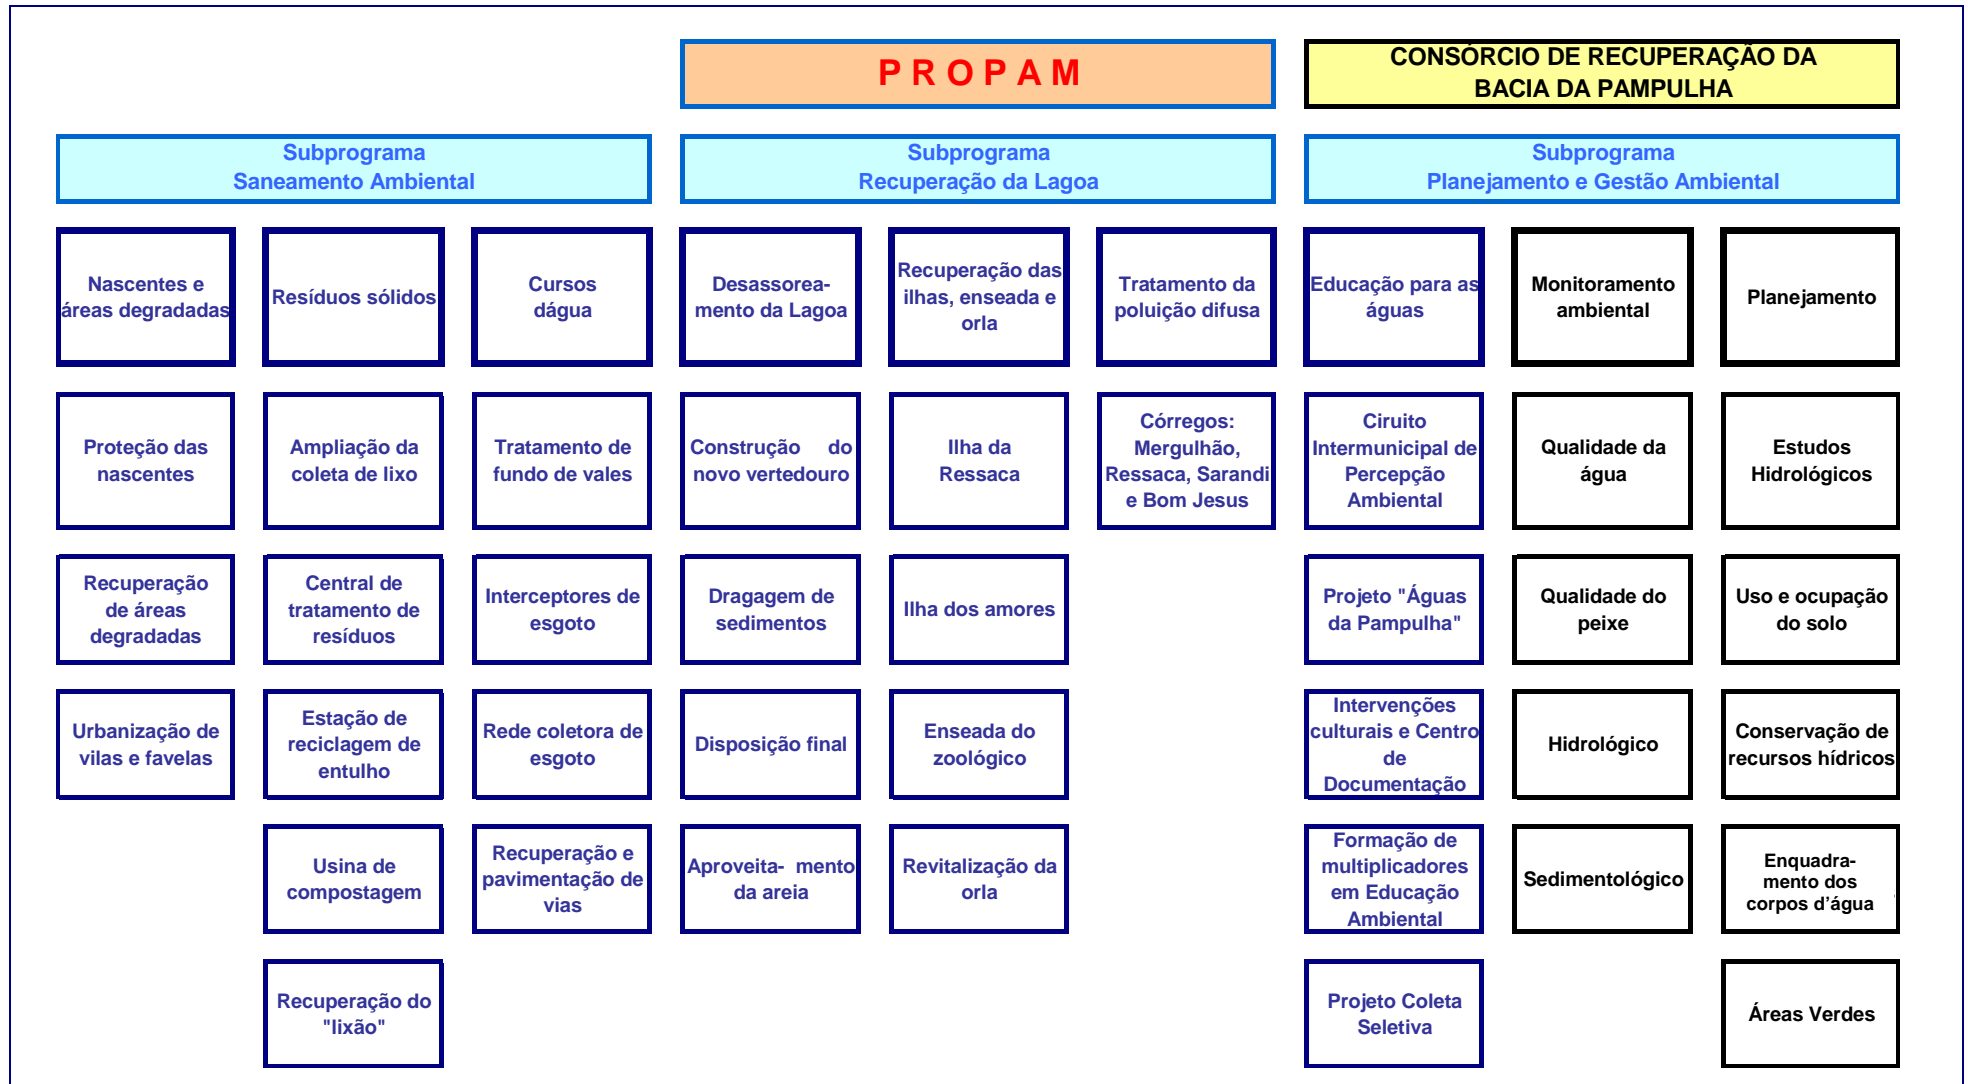 P R O P A M
CONSÓRCIO DE RECUPERAÇÃO DA
BACIA DA PAMPULHA
Subprograma
Saneamento Ambiental
Subprograma
Recuperação da Lagoa
Subprograma
Planejamento e Gestão Ambiental
Nascentes e
áreas degradadas
Resíduos sólidos
Cursos
dágua
Desassorea-
mento da Lagoa
Recuperação das
ilhas, enseada e
orla
Tratamento da
poluição difusa
Educação para as
águas
Monitoramento
ambiental
Planejamento
Proteção das
nascentes
Ampliação da
coleta de lixo
Tratamento de
fundo de vales
Construção do
novo vertedouro
Ilha da
Ressaca
Córregos:
Mergulhão,
Ressaca, Sarandi
e Bom Jesus
Ciruito
Intermunicipal de
Percepção
Ambiental
Qualidade da
água
Estudos
Hidrológicos
Recuperação
de áreas
degradadas
Central de
tratamento de
resíduos
Interceptores de
esgoto
Dragagem de
sedimentos
Ilha dos amores
Projeto "Águas
da Pampulha"
Qualidade do
peixe
Uso e ocupação
do solo
Urbanização de
vilas e favelas
Estação de
reciclagem de
entulho
Rede coletora de
esgoto
Disposição final
Enseada do
zoológico
Intervenções
culturais e Centro
de
Documentação
Hidrológico
Conservação de
recursos hídricos
Usina de
compostagem
Recuperação e
pavimentação de
vias
Aproveita- mento
da areia
Revitalização da
orla
Formação de
multiplicadores
em Educação
Ambiental
Sedimentológico
Enquadra-
mento dos
corpos d’água
Recuperação do
"lixão"
Projeto Coleta
Seletiva
Áreas Verdes